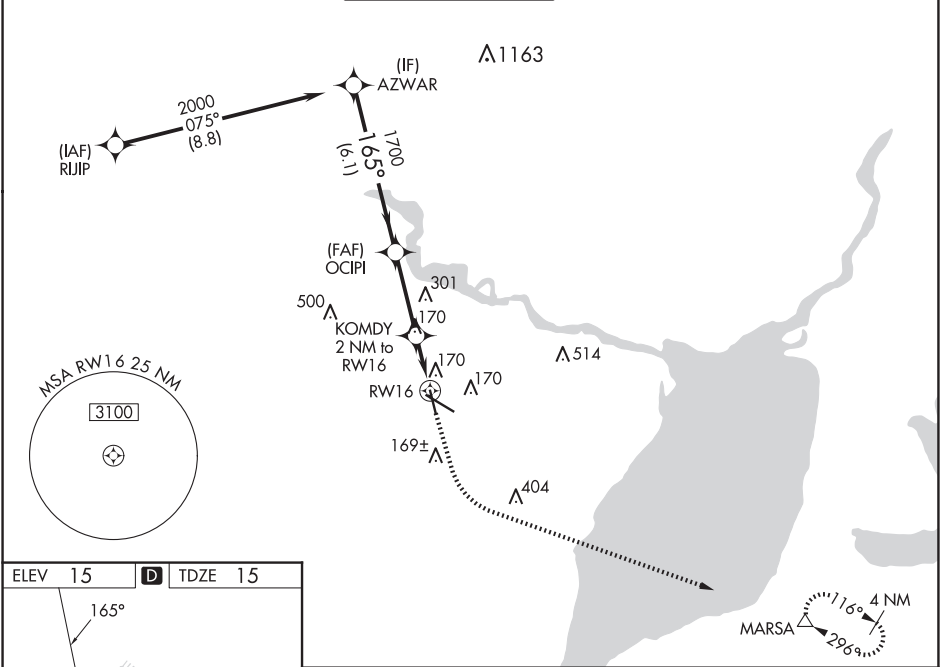 1163
(IF)
AZWAR
2000
075°
(8.8)
(IAF)
RIJIP
1700
165°
(6.1)
(FAF)
OCIPI
301
500
170
KOMDY
2 NM to
RW16
514
170
170
RW16
MSA RW16 25 NM
3100
169±
404
ELEV 15 D TDZE 15
165°
4 NM
116°
MARSA
296°